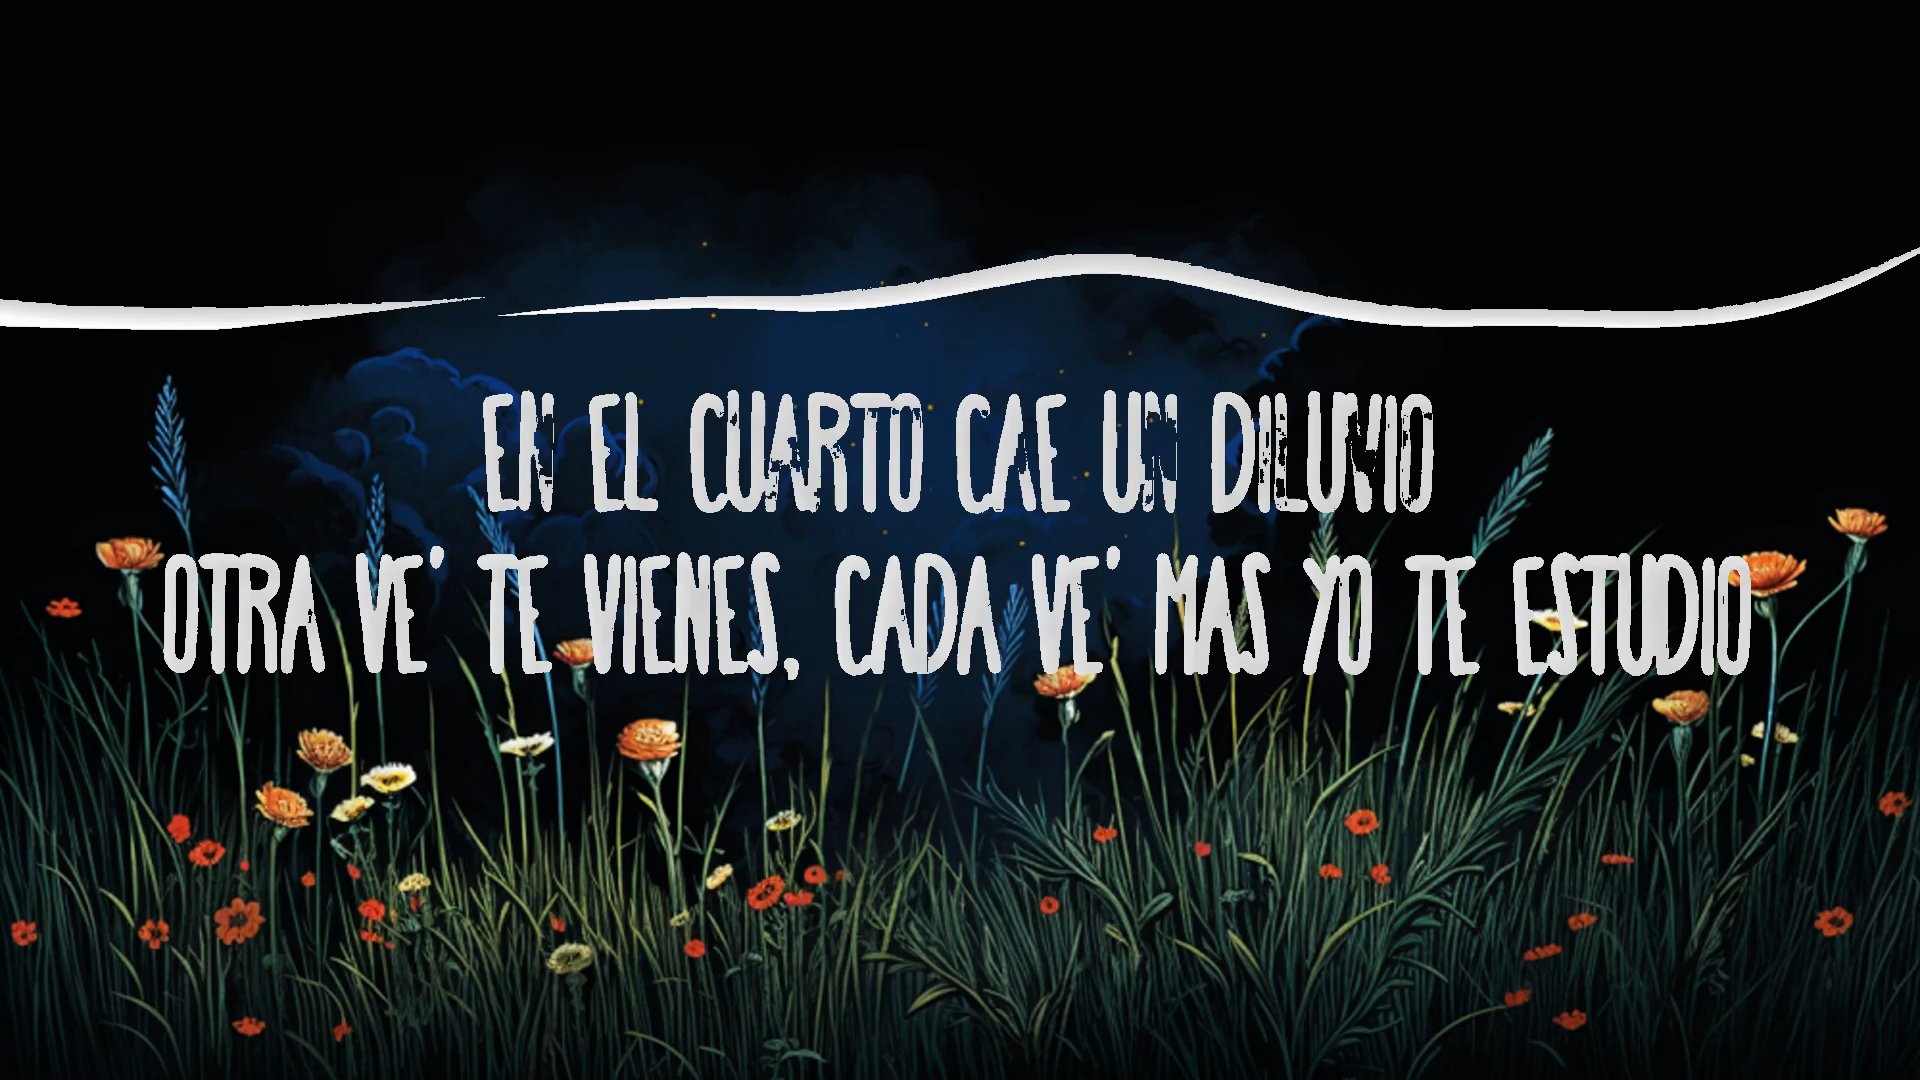 EN EL CUARTO CAE UN DILUVIO
OTRA VE' TE VIENES, CADA VE' MAS YO TE ESTUDIO